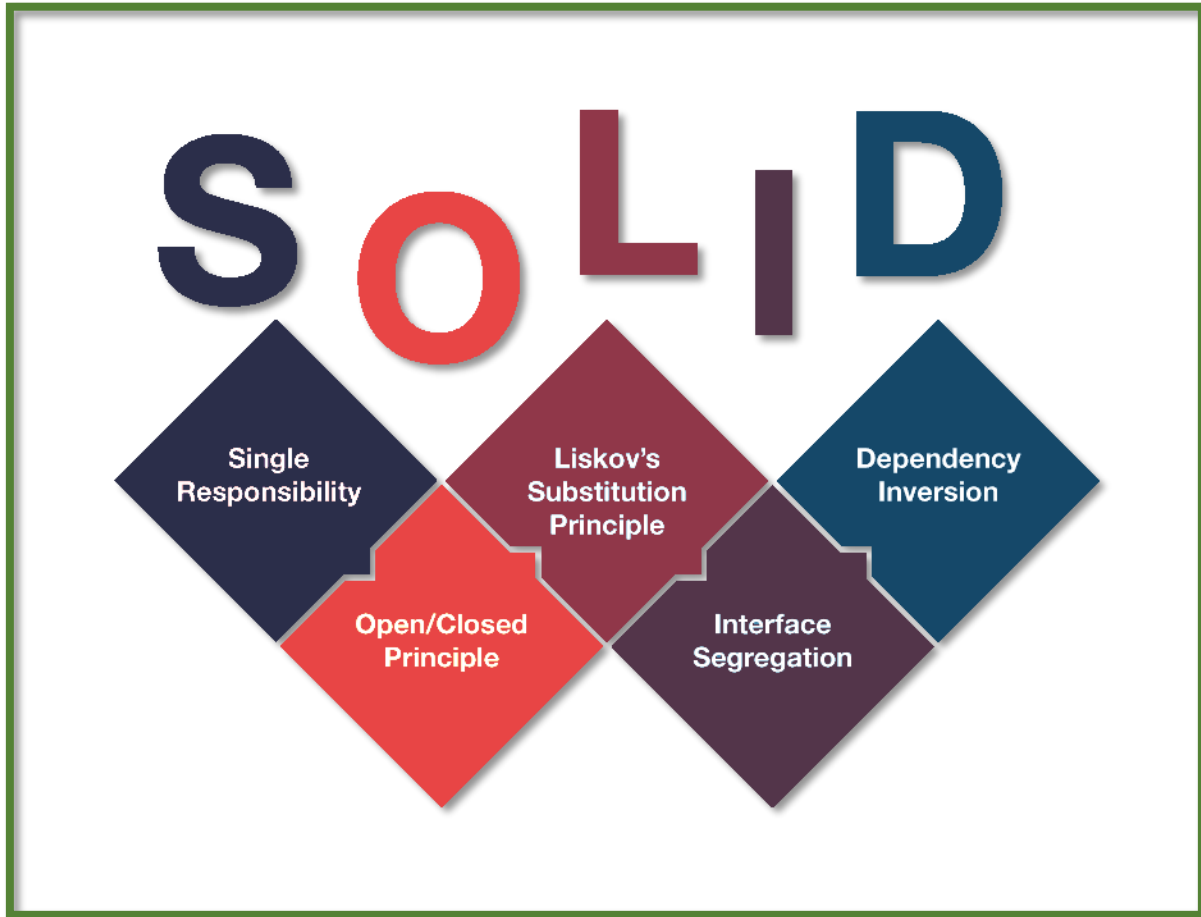 SOLID
Single
Responsibility
Open/Closed
Principle
Liskov's
Substitution
Principle
Interface
Segregation
Dependency
Inversion